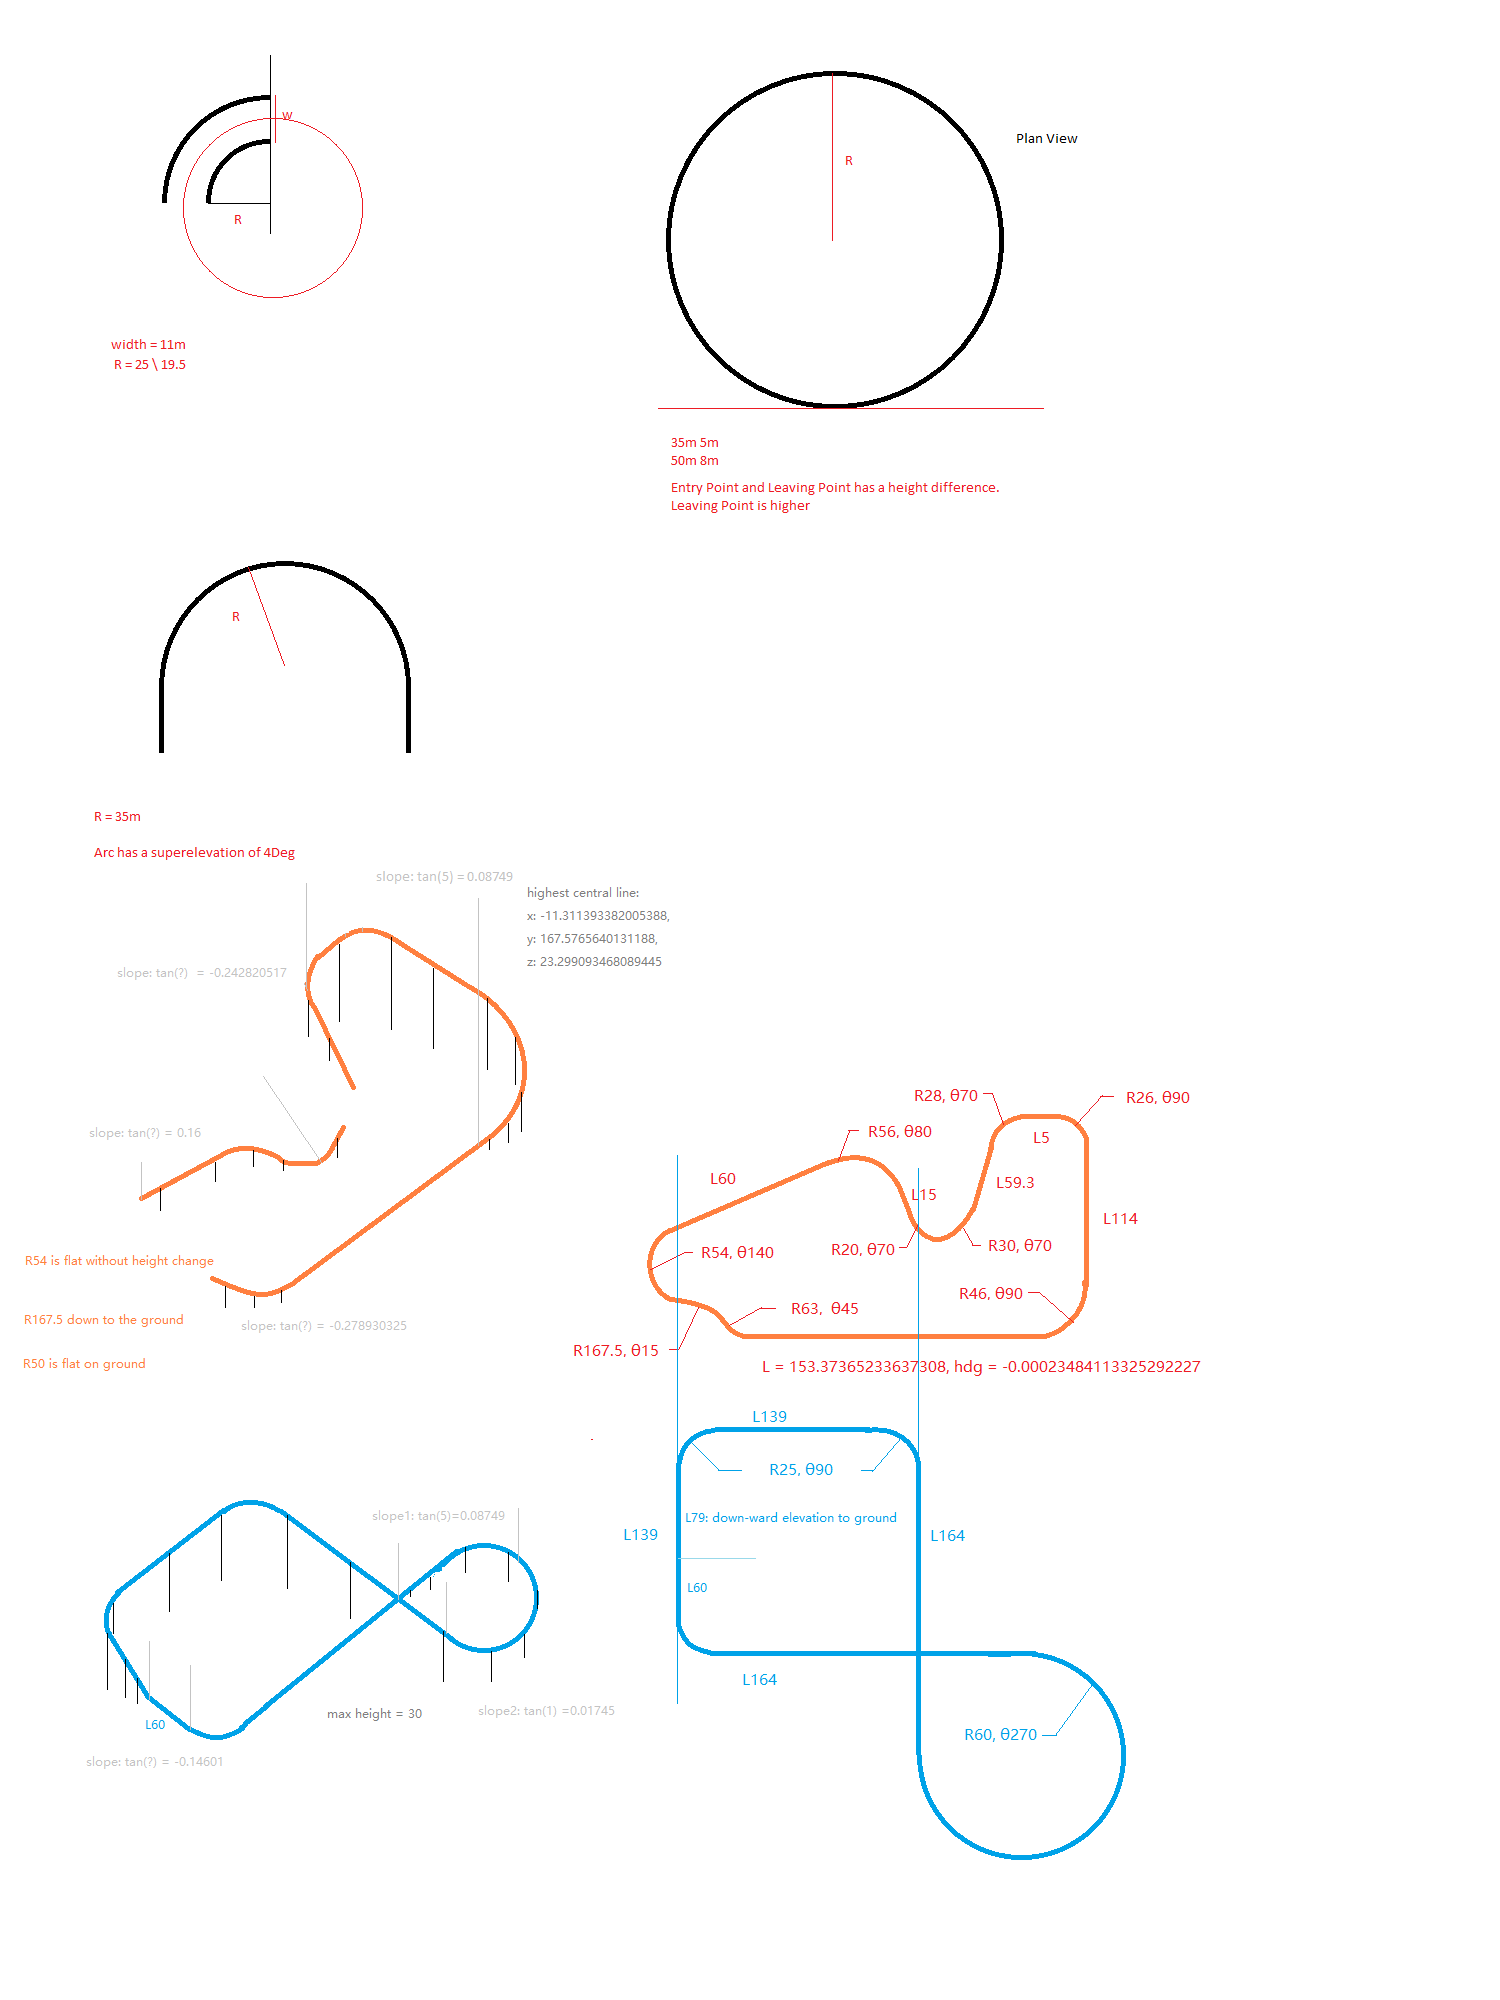 w
R
width = 11m
R = 25 \ 19.5
R
Plan View
35m 5m
50m 8m
Entry Point and Leaving Point has a height difference.
Leaving Point is higher
R
R = 35m
Arc has a superelevation of 4Deg
slope: tan(5) = 0.08749
highest central line:
x: -11.311393382005388,
y: 167.5765640131188,
z: 23.299093468089445
slope: tan(?) = -0.242820517
slope: tan(?) = 0.16
R54 is flat without height change
R167.5 down to the ground
slope: tan(?) = -0.278930325
R50 is flat on ground
R28, θ70
R26, θ90
R56, θ80
L5
L60
L59.3
L15
L114
R54, θ140
R20, θ70
R30, θ70
R46, θ90
R63, θ45
R167.5, θ15
L = 153.37365233637308, hdg = -0.00023484113325292227
L139
R25, θ90
L79: down-ward elevation to ground
L139
L164
L60
L164
R60, θ270
slope1: tan(5)=0.08749
max height = 30
slope2: tan(1) =0.01745
L60
slope: tan(?) = -0.14601